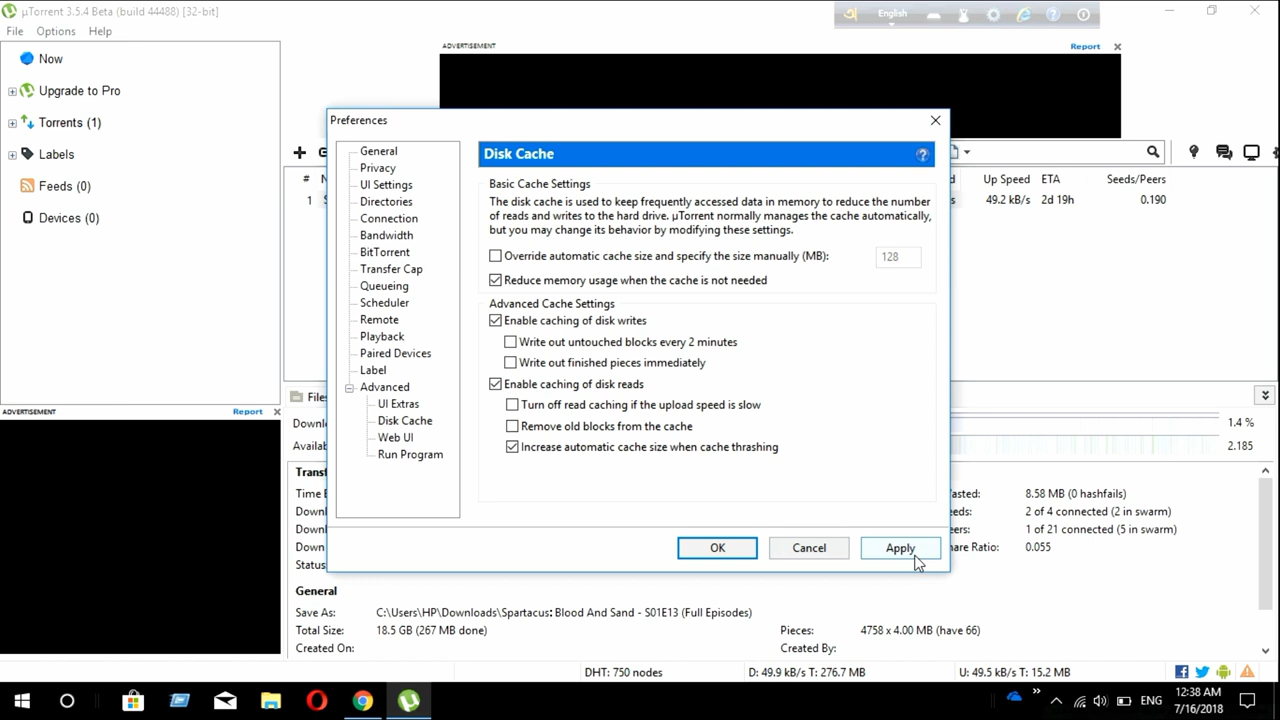 µTorrent 3.5.4 Beta (build 44488) [32-bit]
English
File Options Help
ADVERTISEMENT
Report
Now
Upgrade to Pro
Torrents (1)
Labels
Feeds (0)
Devices (0)
ADVERTISEMENT
Report
# Up Speed ETA Seeds/Peers
1 49.2 kB/s 2d 19h 0.190
Preferences
General
Privacy
UI Settings
Directories
Connection
Bandwidth
BitTorrent
Transfer Cap
Queueing
Scheduler
Remote
Playback
Paired Devices
Label
Advanced
UI Extras
Disk Cache
Web UI
Run Program
Disk Cache
Basic Cache Settings
The disk cache is used to keep frequently accessed data in memory to reduce the number
of reads and writes to the hard drive. µTorrent normally manages the cache automatically,
but you may change its behavior by modifying these settings.
Override automatic cache size and specify the size manually (MB): 128
Reduce memory usage when the cache is not needed
Advanced Cache Settings
Enable caching of disk writes
Write out untouched blocks every 2 minutes
Write out finished pieces immediately
Enable caching of disk reads
Turn off read caching if the upload speed is slow
Remove old blocks from the cache
Increase automatic cache size when cache thrashing
OK Cancel Apply
Files
1.4 %
2.185
8.58 MB (0 hashfails)
2 of 4 connected (2 in swarm)
1 of 21 connected (5 in swarm)
0.055
General
Save As: C:\Users\HP\Downloads\Spartacus: Blood And Sand - S01E13 (Full Episodes)
Total Size: 18.5 GB (267 MB done) Pieces: 4758 x 4.00 MB (have 66)
Created On: Created By:
DHT: 750 nodes D: 49.9 kB/s T: 276.7 MB U: 49.5 kB/s T: 15.2 MB
ENG
12:38 AM
7/16/2018